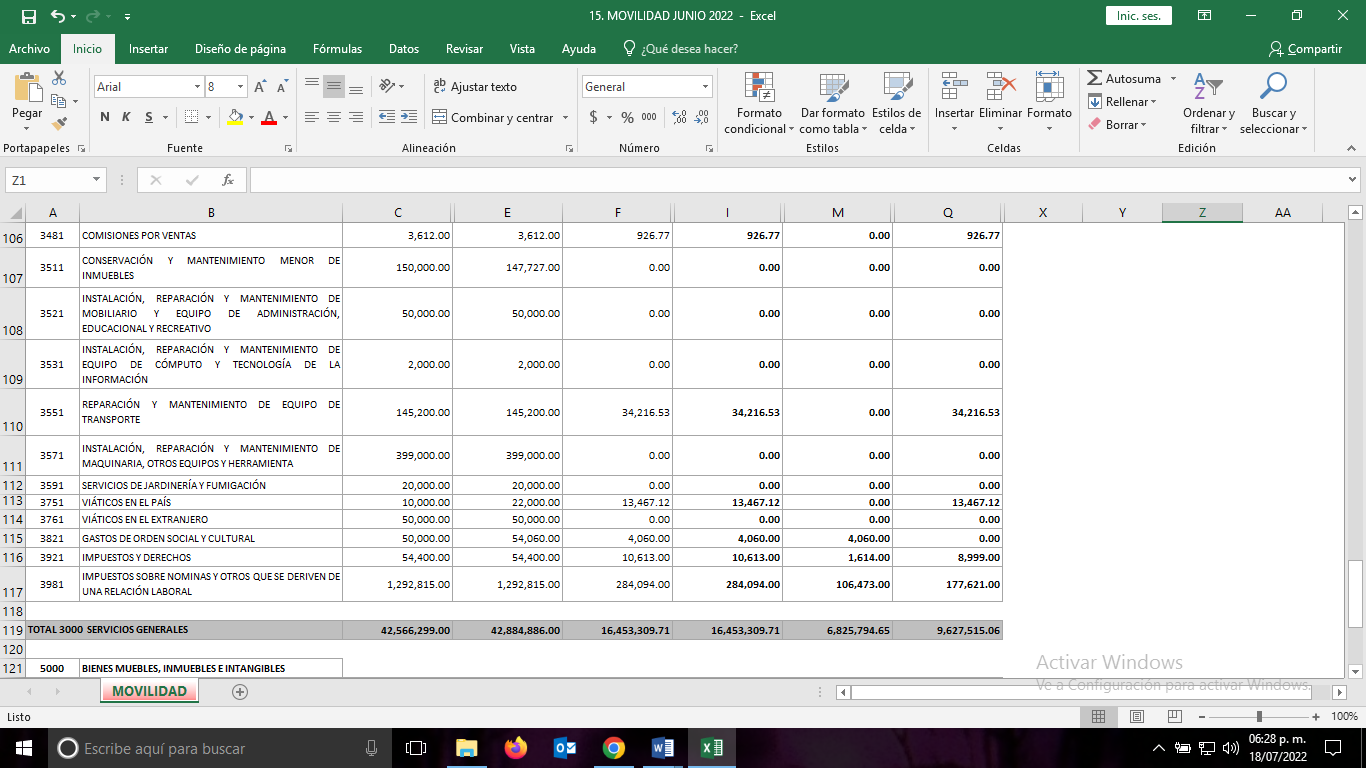 15. MOVILIDAD JUNIO 2022 - Excel
Inic. ses.
Archivo Inicio Insertar Diseño de página Fórmulas Datos Revisar Vista Ayuda ¿Qué desea hacer? Compartir
Pegar
Arial 8
N K S
Ajustar texto
Combinar y centrar
General
$ % 000
Formato condicional
Dar formato como tabla
Estilos de celda
Insertar Eliminar Formato
Autosuma
Rellenar
Borrar
Ordenar y filtrar
Buscar y seleccionar
Portapapeles Fuente Alineación Número Estilos Celdas Edición
Z1 fx
A B C E F I M Q X Y Z AA
106 3481 COMISIONES POR VENTAS 3,612.00 3,612.00 926.77 926.77 0.00 926.77
107 3511 CONSERVACIÓN Y MANTENIMIENTO MENOR DE
INMUEBLES 150,000.00 147,727.00 0.00 0.00 0.00 0.00
108 3521 INSTALACIÓN, REPARACIÓN Y MANTENIMIENTO DE
MOBILIARIO Y EQUIPO DE ADMINISTRACIÓN, 50,000.00 50,000.00 0.00 0.00 0.00 0.00
EDUCACIONAL Y RECREATIVO
109 3531 INSTALACIÓN, REPARACIÓN Y MANTENIMIENTO DE
EQUIPO DE CÓMPUTO Y TECNOLOGÍA DE LA 2,000.00 2,000.00 0.00 0.00 0.00 0.00
INFORMACIÓN
110 3551 REPARACIÓN Y MANTENIMIENTO DE EQUIPO DE
TRANSPORTE 145,200.00 145,200.00 34,216.53 34,216.53 0.00 34,216.53
111 3571 INSTALACIÓN, REPARACIÓN Y MANTENIMIENTO DE
MAQUINARIA, OTROS EQUIPOS Y HERRAMIENTA 399,000.00 399,000.00 0.00 0.00 0.00 0.00
112 3591 SERVICIOS DE JARDINERÍA Y FUMIGACIÓN 20,000.00 20,000.00 0.00 0.00 0.00 0.00
113 3751 VIÁTICOS EN EL PAÍS 10,000.00 22,000.00 13,467.12 13,467.12 0.00 13,467.12
114 3761 VIÁTICOS EN EL EXTRANJERO 50,000.00 50,000.00 0.00 0.00 0.00 0.00
115 3821 GASTOS DE ORDEN SOCIAL Y CULTURAL 50,000.00 54,060.00 4,060.00 4,060.00 4,060.00 0.00
116 3921 IMPUESTOS Y DERECHOS 54,400.00 54,400.00 10,613.00 10,613.00 1,614.00 8,999.00
117 3981 IMPUESTOS SOBRE NOMINAS Y OTROS QUE SE DERIVEN DE
UNA RELACIÓN LABORAL 1,292,815.00 1,292,815.00 284,094.00 284,094.00 106,473.00 177,621.00
118
119 TOTAL 3000 SERVICIOS GENERALES 42,566,299.00 42,884,886.00 16,453,309.71 16,453,309.71 6,825,794.65 9,627,515.06
120
121 5000 BIENES MUEBLES, INMUEBLES E INTANGIBLES
Activar Windows
Ve a Configuración para activar Windows.
MOVILIDAD
Listo 100%
Escribe aquí para buscar
06:28 p. m.
18/07/2022